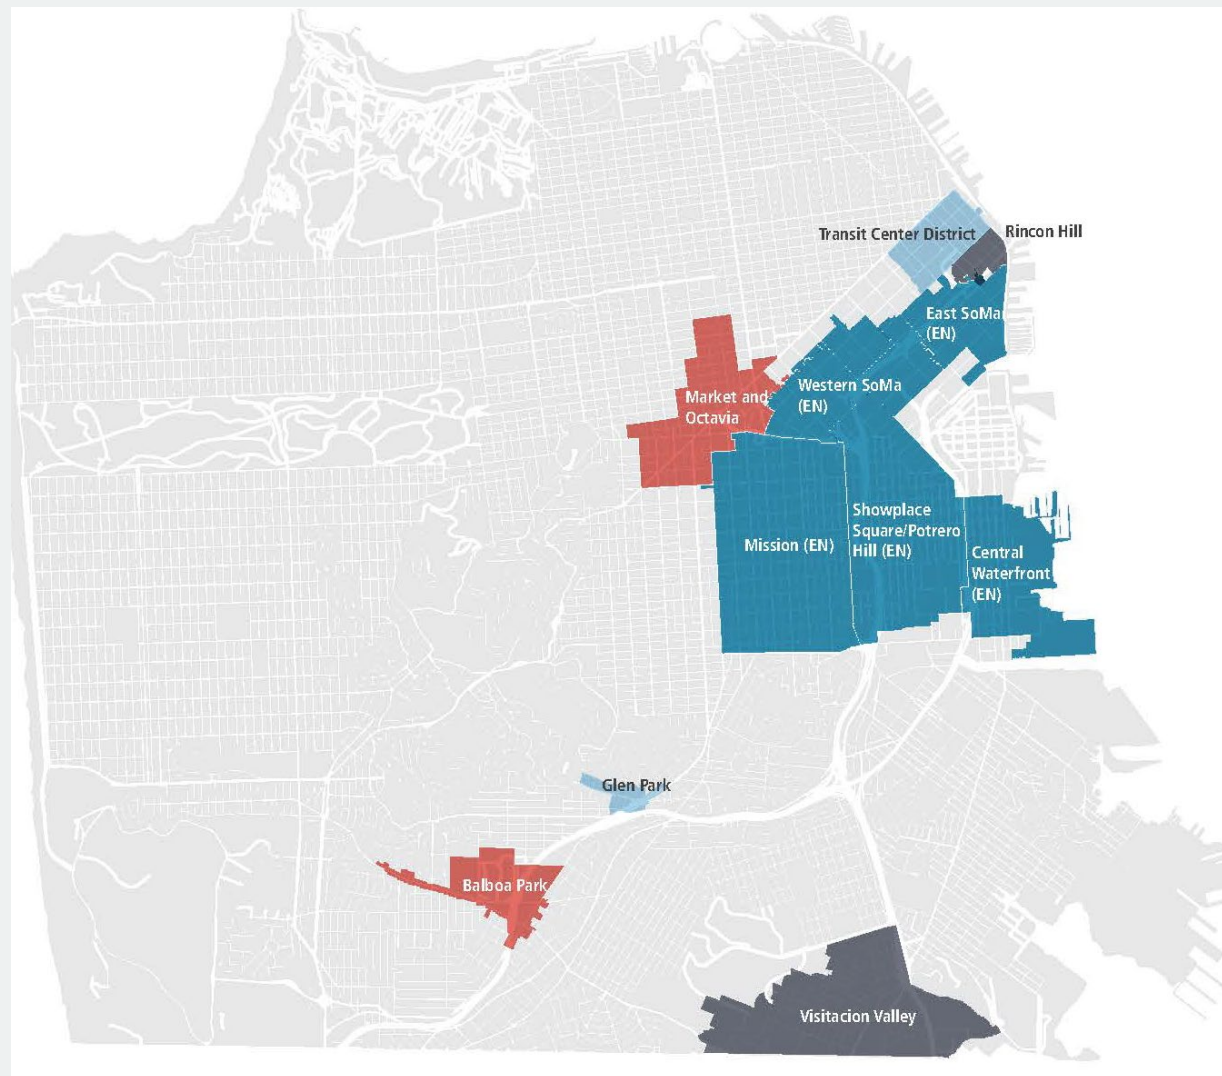 Transit Center District
Rincon Hill
East SoMa
(EN)
Western SoMa
(EN)
Market and
Octavia
Showplace
Square/Potrero
Hill (EN)
Mission (EN)
Central
Waterfront
(EN)
Glen Park
Balboa Park
Visitacion Valley